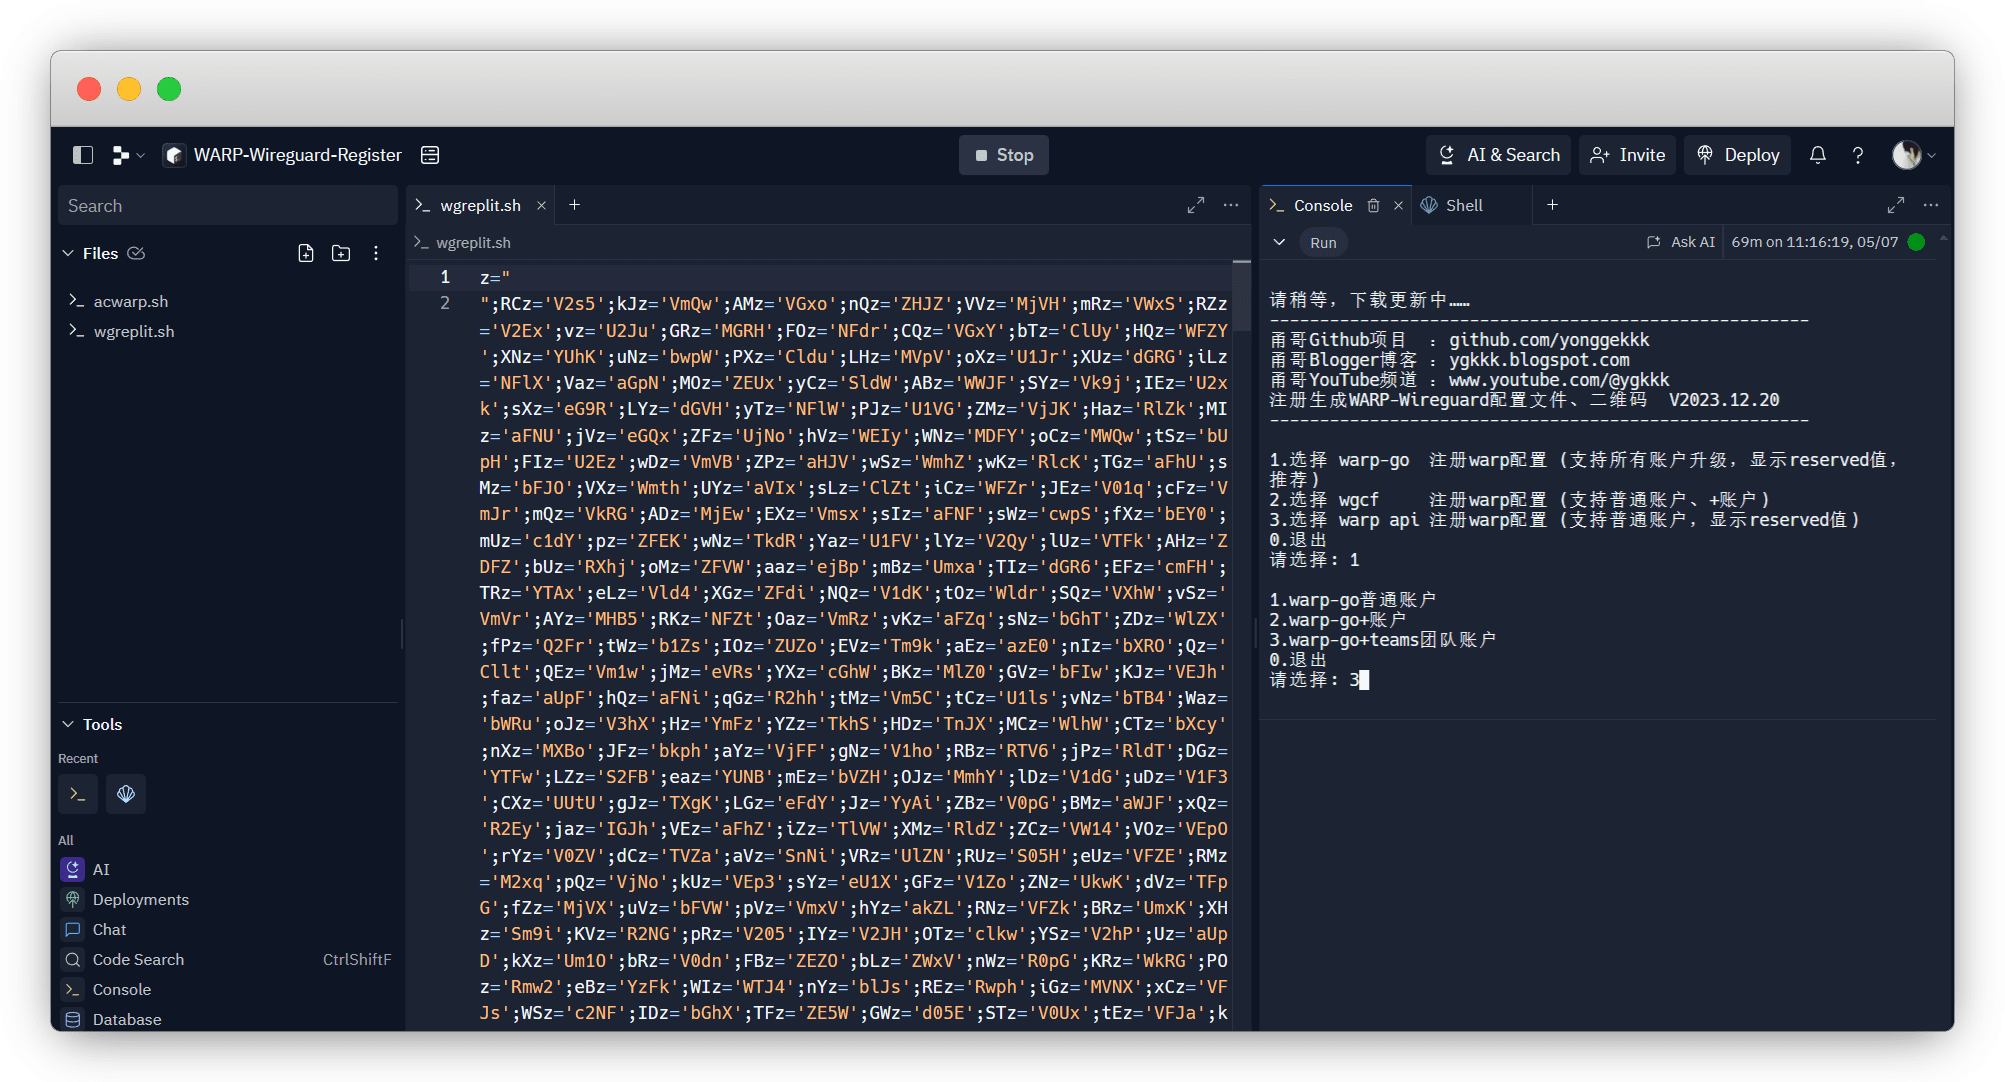 WARP-Wireguard-Register
Stop
AI & Search
Invite
Deploy
Search
Files
acwarp.sh
wgreplit.sh
Tools
Recent
All
AI
Deployments
Chat
Code Search CtrlShiftF
Console
Database
wgreplit.sh
wgreplit.sh
1 z="
2 ";RCz='V2s5';kJz='VmQw';AMz='VGxo';nQz='ZHJZ';VVz='MjVH';mRz='VWxS';RZz
='V2Ex';vz='U2Ju';GRz='MGRH';FOz='NFdr';CQz='VGxY';bTz='ClUy';HQz='WFZY
';XNz='YUhK';uNz='bwpW';PXz='Cldu';LHz='MVpV';oXz='U1Jr';XUz='dGRG';iLz
='NFlX';Vaz='aGpN';MOz='ZEUx';yCz='SldW';ABz='WWJF';SYz='Vk9j';IEz='U2x
k';sXz='eG9R';LYz='dGVH';yTz='NFlW';PJz='U1VG';ZMz='VjJK';Haz='RlZk';MI
z='aFNU';jVz='eGQx';ZFz='UjNo';hVz='WEIy';WNz='MDFY';oCz='MWQw';tSz='bU
pH';FIz='U2Ez';wDz='VmVB';ZPz='aHJV';wSz='WmhZ';wKz='RlcK';TGz='aFhU';s
Mz='bFJO';VXz='Wmth';UYz='aVIx';sLz='ClZt';iCz='WFZr';JEz='V01q';cFz='V
mJr';mQz='VkRG';ADz='MjEw';EXz='Vmsx';sIz='aFNF';sWz='cwpS';fXz='bEY0';
mUz='c1dY';pz='ZFEK';wNz='TkdR';Yaz='U1FV';lYz='V2Qy';lUz='VTFk';AHz='Z
DFZ';bUz='RXhj';oMz='ZFVW';aaz='ejBp';mBz='Umxa';TIz='dGR6';EFz='cmFH';
TRz='YTAx';eLz='Vld4';XGz='ZFdi';NQz='V1dK';tOz='Wldr';SQz='VXhW';vSz='
VmVr';AYz='MHB5';RKz='NFZt';Oaz='VmRz';vKz='aFZq';sNz='bGhT';ZDz='WlZX'
;fPz='Q2Fr';tWz='b1Zs';IOz='ZUZo';EVz='Tm9k';aEz='azE0';nIz='bXRO';Qz='
Cllt';QEz='Vm1w';jMz='eVRs';YXz='cGhW';BKz='MlZ0';GVz='bFIw';KJz='VEJh'
;faz='aUpF';hQz='aFNi';qGz='R2hh';tMz='Vm5C';tCz='U1ls';vNz='bTB4';Waz=
'bWRu';oJz='V3hX';Hz='YmFz';YZz='TkhS';HDz='TnJX';MCz='WlhW';CTz='bXcy'
;nXz='MXBo';JFz='bkph';aYz='VjFF';gNz='V1ho';RBz='RTV6';jPz='RldT';DGz=
'YTFw';LZz='S2FB';eaz='YUNB';mEz='bVZH';OJz='MmhY';lDz='V1dG';uDz='V1F3
';CXz='UUtU';gJz='TXgK';LGz='eFdY';Jz='YyAi';ZBz='V0pG';BMz='aWJF';xQz=
'R2Ey';jaz='IGJh';VEz='aFhZ';iZz='TlVW';XMz='RldZ';ZCz='VW14';VOz='VEpO
';rYz='V0ZV';dCz='TVZa';aVz='SnNi';VRz='UlZN';RUz='S05H';eUz='VFZE';RMz
='M2xq';pQz='VjNo';kUz='VEp3';sYz='eU1X';GFz='V1Zo';ZNz='UkwK';dVz='TFp
G';fZz='MjVX';uVz='bFVW';pVz='VmxV';hYz='akZL';RNz='VFZk';BRz='UmxK';XH
z='Sm9i';KVz='R2NG';pRz='V205';IYz='V2JH';OTz='clkw';YSz='V2hP';Uz='aUp
D';kXz='Um1O';bRz='V0dn';FBz='ZEZO';bLz='ZWxV';nWz='R0pG';KRz='WkRG';PO
z='Rmw2';eBz='YzFk';WIz='WTJ4';nYz='blJs';REz='Rwph';iGz='MVNX';xCz='VF
Js';WSz='c2NF';IDz='bGhX';TFz='ZE5W';GWz='d05E';STz='V0Ux';tEz='VFJa';k
Console
Shell
Run
Ask AI
69m on 11:16:19, 05/07
请稍等，下载更新中……
------------------------------------------------------
甬哥Github项目 ：github.com/yonggekkk
甬哥Blogger博客 ：ygkkk.blogspot.com
甬哥YouTube频道 ：www.youtube.com/@ygkkk
注册生成WARP-Wireguard配置文件、二维码 V2023.12.20
------------------------------------------------------
1.选择 warp-go 注册warp配置 (支持所有账户升级，显示reserved值，
推荐)
2.选择 wgcf 注册warp配置 (支持普通账户、+账户)
3.选择 warp api 注册warp配置 (支持普通账户，显示reserved值)
0.退出
请选择: 1
1.warp-go普通账户
2.warp-go+账户
3.warp-go+teams团队账户
0.退出
请选择: 3